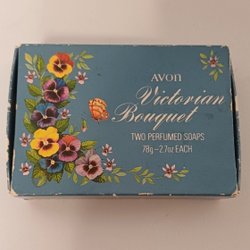 AVON
Victorian
Bouquet
TWO PERFUMED SOAPS
78g-2.7oz EACH